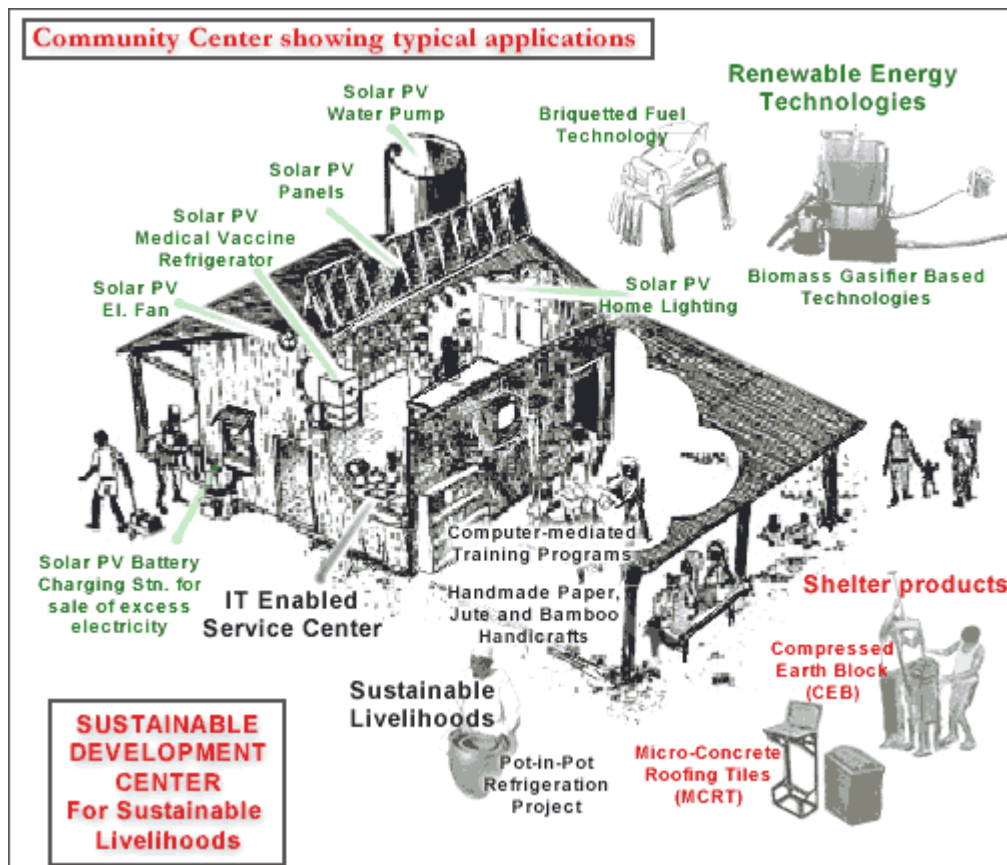 Community Center showing typical applications
Renewable Energy
Technologies
Solar PV
Water Pump
Briquetted Fuel
Technology
Solar PV
Panels
Solar PV
Medical Vaccine
Refrigerator
Solar PV
El. Fan
Solar PV
Home Lighting
Biomass Gasifier Based
Technologies
Solar PV Battery
Charging Stn. for
sale of excess
electricity
IT Enabled
Service Center
Computer-mediated
Training Programs
Handmade Paper,
Jute and Bamboo
Handicrafts
Shelter products
Compressed
Earth Block
(CEB)
Sustainable
Livelihoods
Pot-in-Pot
Refrigeration
Project
Micro-Concrete
Roofing Tiles
(MCRT)
SUSTAINABLE
DEVELOPMENT
CENTER
For Sustainable
Livelihoods